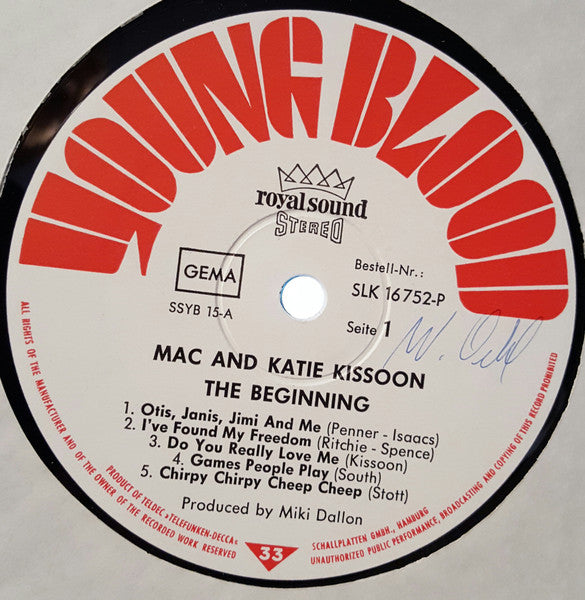 YOUNG BLOOD
royalsound
STEREO
GEMA
SSYB 15-A
Bestell-Nr.:
SLK 16752-P
Seite 1
MAC AND KATIE KISSOON
THE BEGINNING
1. Otis, Janis, Jimi And Me (Penner - Isaacs)
2. I've Found My Freedom (Ritchie - Spence)
3. Do You Really Love Me (Kissoon)
4. Games People Play (South)
5. Chirpy Chirpy Cheep Cheep (Stott)
Produced by Miki Dallon
ALL RIGHTS OF THE MANUFACTURER AND OF THE OWNER OF THE RECORDED WORK RESERVED
PRODUCT OF TELDEC »TELEFUNKEN-DECCA«
33
SCHALLPLATTEN GMBH., HAMBURG
UNAUTHORIZED PUBLIC PERFORMANCE, BROADCASTING AND COPYING OF THIS RECORD PROHIBITED